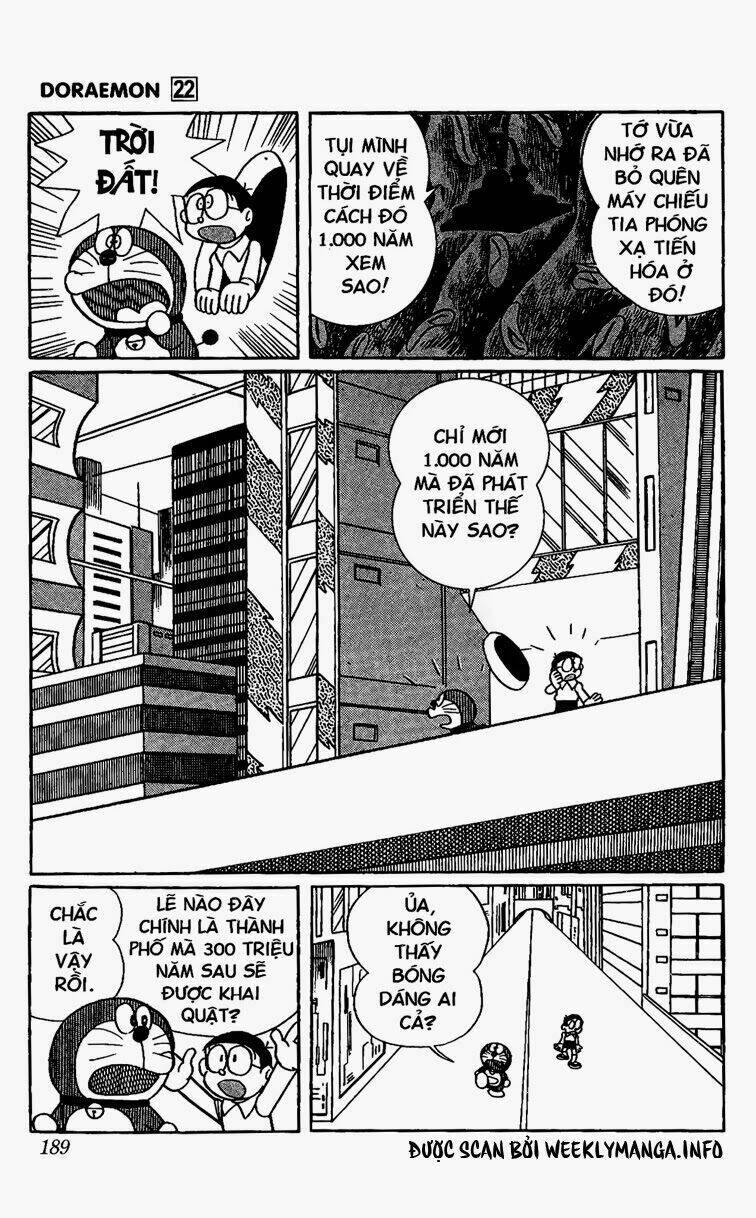 DORAEMON 22
TỚ VỪA
NHỚ RA ĐÃ
BỎ QUÊN
MÁY CHIẾU
TIA PHÓNG
XẠ TIẾN
HÓA Ở
ĐÓ!
TỤI MÌNH
QUAY VỀ
THỜI ĐIỂM
CÁCH ĐÓ
1.000 NĂM
XEM
SAO!
TRỜI
ĐẤT!
CHỈ MỚI
1.000 NĂM
MÀ ĐÃ PHÁT
TRIỂN THẾ
NÀY SAO?
ỦA,
KHÔNG
THẤY
BÓNG
DÁNG AI
CẢ?
LẼ NÀO ĐÂY
CHÍNH LÀ THÀNH
PHỐ MÀ 300 TRIỆU
NĂM SAU SẼ
ĐƯỢC KHAI
QUẬT?
CHẮC
LÀ
VẬY
RỒI.
189
ĐƯỢC SCAN BỞI WEEKLYMANGA.INFO